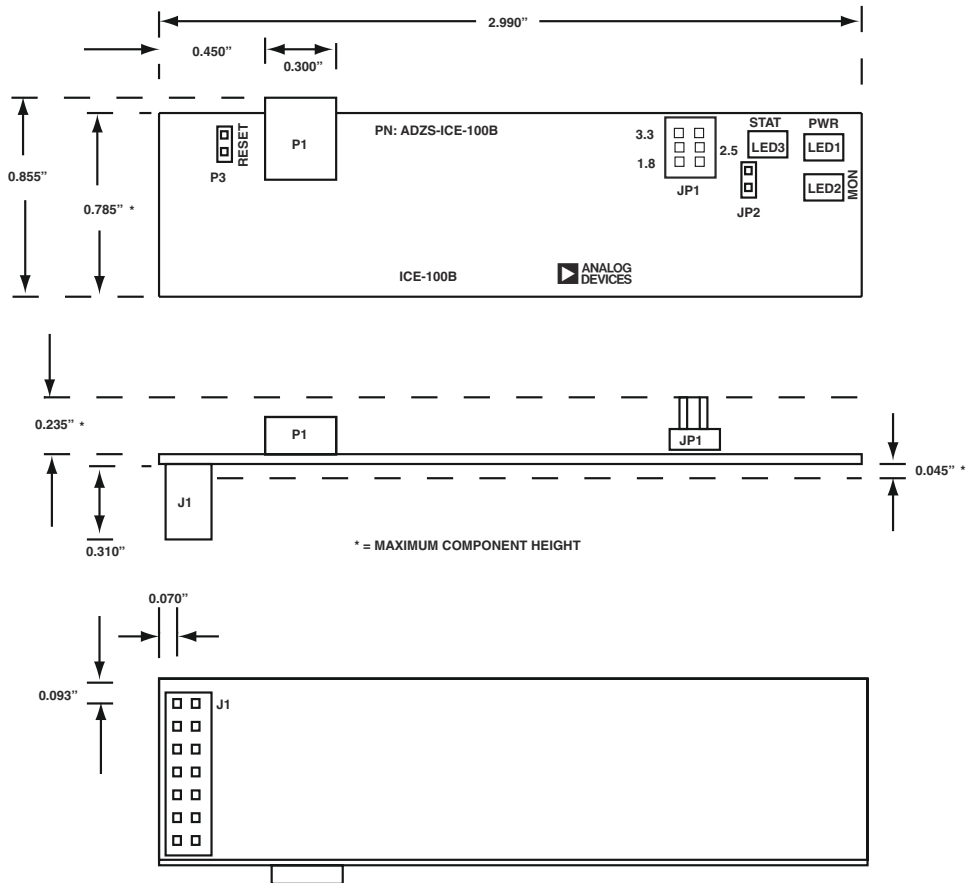 2.990”
0.450”
0.300”
P1
PN: ADZS-ICE-100B
RESET
P3
3.3
1.8
2.5
JP1
STAT
LED3
PWR
LED1
LED2
MON
JP2
0.855”
0.785” *
ICE-100B
ANALOG
DEVICES
0.235” *
P1
JP1
0.045” *
J1
0.310”
* = MAXIMUM COMPONENT HEIGHT
0.070”
0.093”
J1